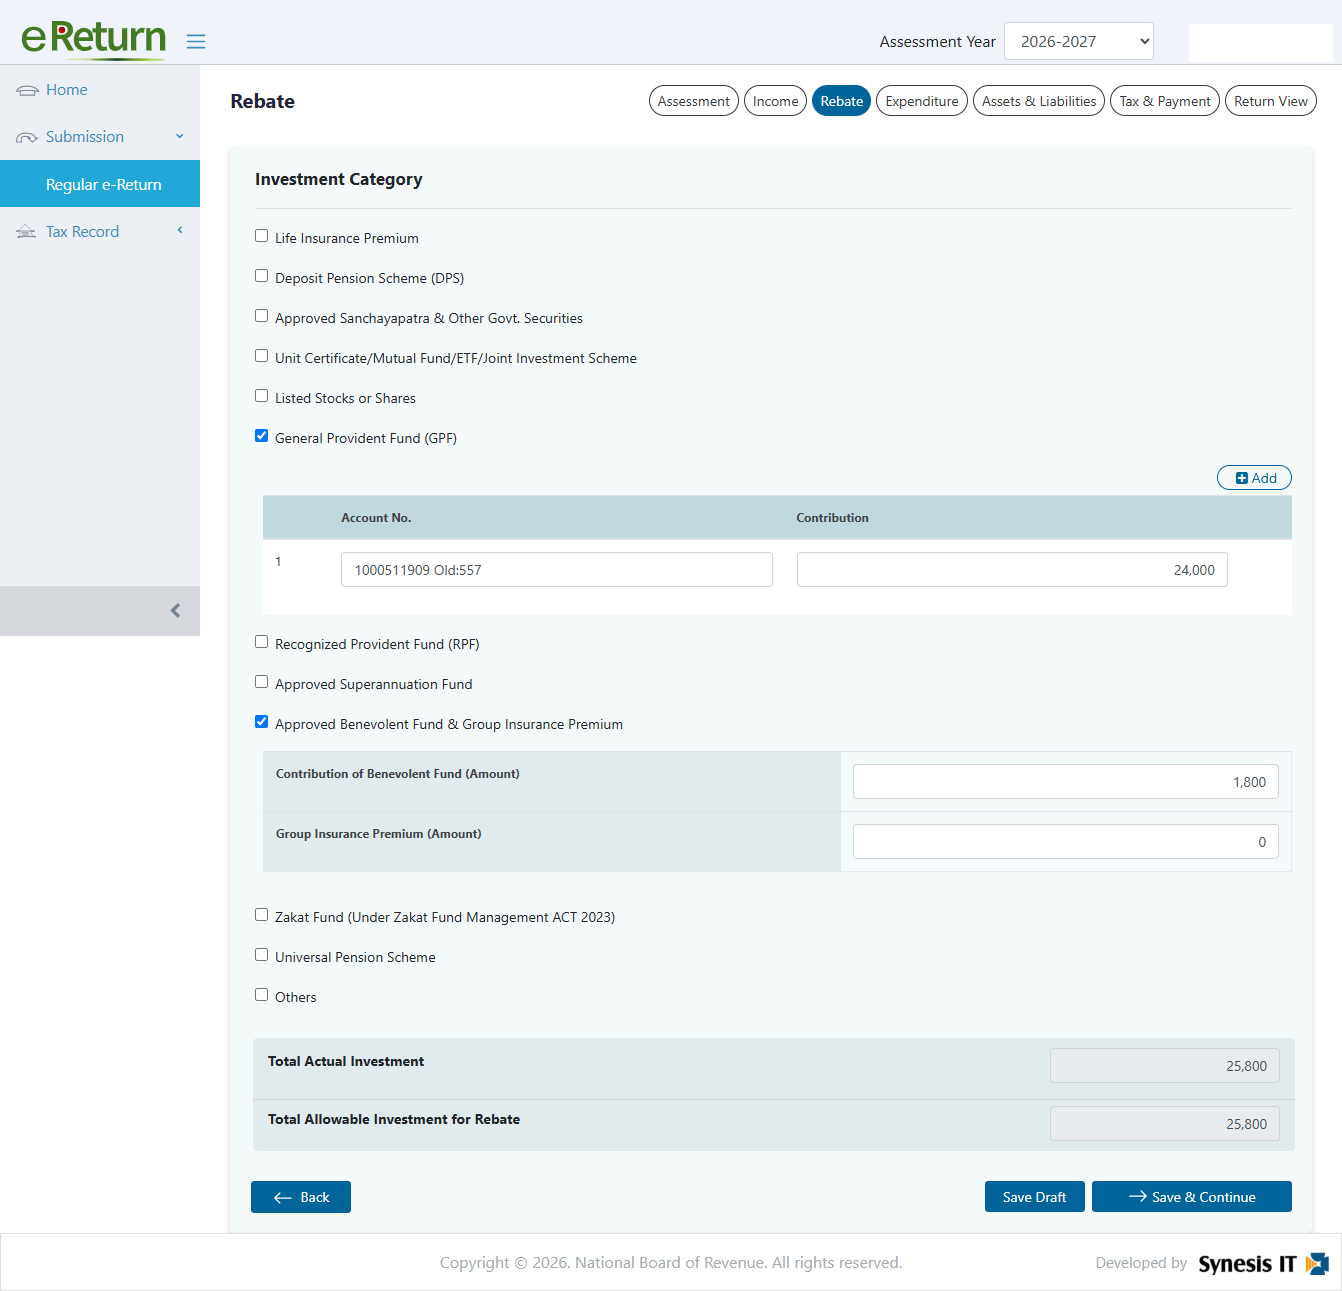 eReturn
Assessment Year 2026-2027
Home
Submission
Regular e-Return
Tax Record
Rebate
Assessment Income Rebate Expenditure Assets & Liabilities Tax & Payment Return View
Investment Category
Life Insurance Premium
Deposit Pension Scheme (DPS)
Approved Sanchayapatra & Other Govt. Securities
Unit Certificate/Mutual Fund/ETF/Joint Investment Scheme
Listed Stocks or Shares
General Provident Fund (GPF)
Add
Account No. Contribution
1 1000511909 Old:557 24,000
Recognized Provident Fund (RPF)
Approved Superannuation Fund
Approved Benevolent Fund & Group Insurance Premium
Contribution of Benevolent Fund (Amount) 1,800
Group Insurance Premium (Amount) 0
Zakat Fund (Under Zakat Fund Management ACT 2023)
Universal Pension Scheme
Others
Total Actual Investment 25,800
Total Allowable Investment for Rebate 25,800
Back Save Draft Save & Continue
Copyright © 2026. National Board of Revenue. All rights reserved. Developed by Synesis IT